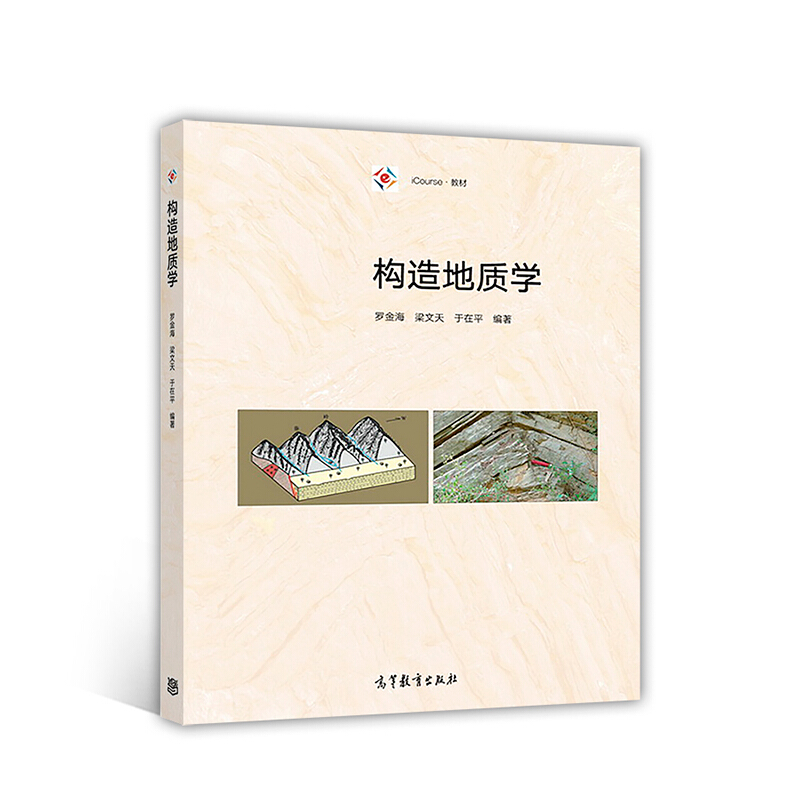 iCourse·教材
构造地质学
罗金海 梁文天 于在平 编著
高等教育出版社
构造地质学
罗金海 梁文天 于在平 编著